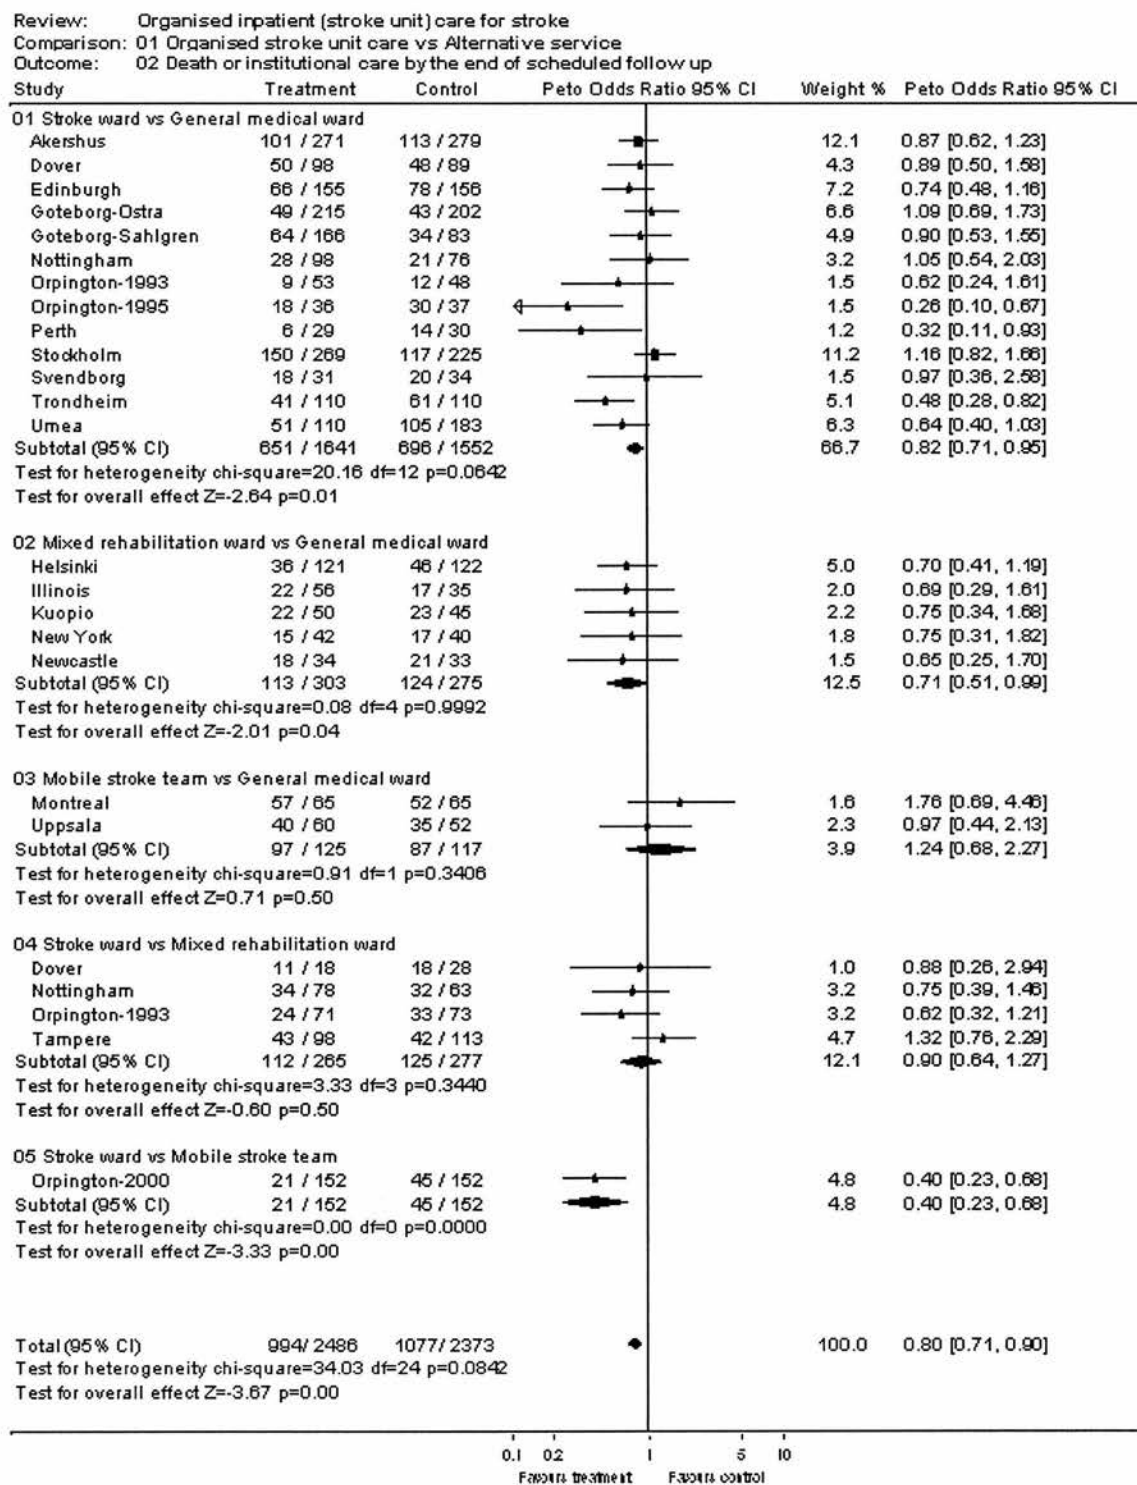 Review: Organised inpatient (stroke unit) care for stroke
Comparison: 01 Organised stroke unit care vs Alternative service
Outcome: 02 Death or institutional care by the end of scheduled follow up
Study Treatment Control Peto Odds Ratio 95% CI Weight % Peto Odds Ratio 95% CI
01 Stroke ward vs General medical ward
Akershus 101 / 271 113 / 279 12.1 0.87 [0.62, 1.23]
Dover 50 / 98 48 / 89 4.3 0.89 [0.50, 1.58]
Edinburgh 66 / 155 78 / 156 7.2 0.74 [0.48, 1.16]
Goteborg-Ostra 49 / 215 43 / 202 6.6 1.09 [0.69, 1.73]
Goteborg-Sahlgren 64 / 166 34 / 83 4.9 0.90 [0.53, 1.55]
Nottingham 28 / 98 21 / 76 3.2 1.05 [0.54, 2.03]
Orpington-1993 9 / 53 12 / 48 1.5 0.62 [0.24, 1.61]
Orpington-1995 18 / 36 30 / 37 1.5 0.26 [0.10, 0.67]
Perth 6 / 29 14 / 30 1.2 0.32 [0.11, 0.93]
Stockholm 150 / 269 117 / 225 11.2 1.16 [0.82, 1.66]
Svendborg 18 / 31 20 / 34 1.5 0.97 [0.36, 2.58]
Trondheim 41 / 110 61 / 110 5.1 0.48 [0.28, 0.82]
Umea 51 / 110 105 / 183 6.3 0.64 [0.40, 1.03]
Subtotal (95% CI) 651 / 1641 696 / 1552 66.7 0.82 [0.71, 0.95]
Test for heterogeneity chi-square=20.16 df=12 p=0.0642
Test for overall effect Z=-2.64 p=0.01
02 Mixed rehabilitation ward vs General medical ward
Helsinki 36 / 121 46 / 122 5.0 0.70 [0.41, 1.19]
Illinois 22 / 56 17 / 35 2.0 0.69 [0.29, 1.61]
Kuopio 22 / 50 23 / 45 2.2 0.75 [0.34, 1.68]
New York 15 / 42 17 / 40 1.8 0.75 [0.31, 1.82]
Newcastle 18 / 34 21 / 33 1.5 0.65 [0.25, 1.70]
Subtotal (95% CI) 113 / 303 124 / 275 12.5 0.71 [0.51, 0.99]
Test for heterogeneity chi-square=0.08 df=4 p=0.9992
Test for overall effect Z=-2.01 p=0.04
03 Mobile stroke team vs General medical ward
Montreal 57 / 65 52 / 65 1.6 1.76 [0.69, 4.46]
Uppsala 40 / 60 35 / 52 2.3 0.97 [0.44, 2.13]
Subtotal (95% CI) 97 / 125 87 / 117 3.9 1.24 [0.68, 2.27]
Test for heterogeneity chi-square=0.91 df=1 p=0.3406
Test for overall effect Z=0.71 p=0.50
04 Stroke ward vs Mixed rehabilitation ward
Dover 11 / 18 18 / 28 1.0 0.88 [0.26, 2.94]
Nottingham 34 / 78 32 / 63 3.2 0.75 [0.39, 1.46]
Orpington-1993 24 / 71 33 / 73 3.2 0.62 [0.32, 1.21]
Tampere 43 / 98 42 / 113 4.7 1.32 [0.76, 2.29]
Subtotal (95% CI) 112 / 265 125 / 277 12.1 0.90 [0.64, 1.27]
Test for heterogeneity chi-square=3.33 df=3 p=0.3440
Test for overall effect Z=-0.60 p=0.50
05 Stroke ward vs Mobile stroke team
Orpington-2000 21 / 152 45 / 152 4.8 0.40 [0.23, 0.68]
Subtotal (95% CI) 21 / 152 45 / 152 4.8 0.40 [0.23, 0.68]
Test for heterogeneity chi-square=0.00 df=0 p=0.0000
Test for overall effect Z=-3.33 p=0.00
Total (95% CI) 994/ 2486 1077/ 2373 100.0 0.80 [0.71, 0.90]
Test for heterogeneity chi-square=34.03 df=24 p=0.0842
Test for overall effect Z=-3.67 p=0.00
0.1 0.2 1 5 10
Favours treatment Favours control